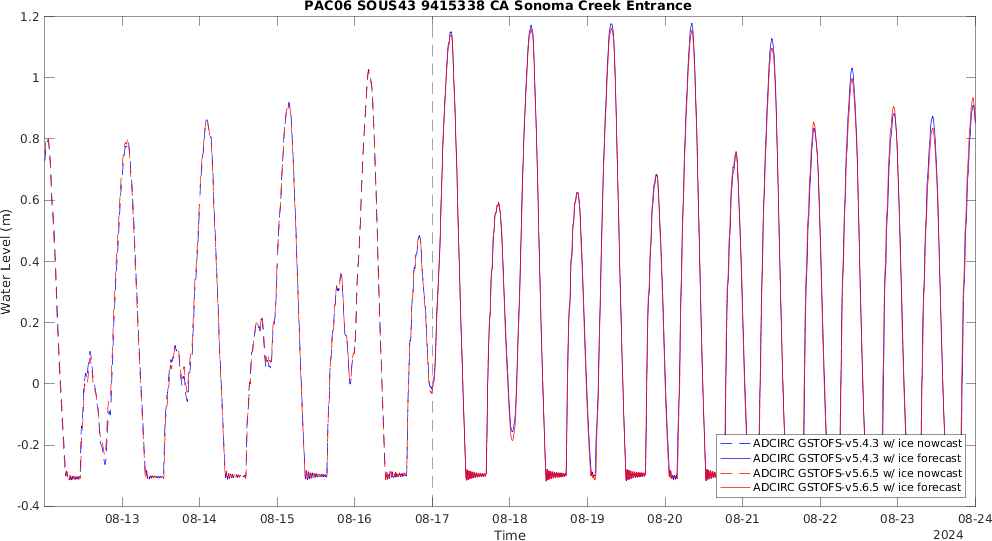 PAC06 SOUS43 9415338 CA Sonoma Creek Entrance
Water Level (m)
1.2
1
0.8
0.6
0.4
0.2
0
-0.2
-0.4
ADCIRC GSTOFS-v5.4.3 w/ ice nowcast
ADCIRC GSTOFS-v5.4.3 w/ ice forecast
ADCIRC GSTOFS-v5.6.5 w/ ice nowcast
ADCIRC GSTOFS-v5.6.5 w/ ice forecast
08-13 08-14 08-15 08-16 08-17 08-18 08-19 08-20 08-21 08-22 08-23 08-24
Time
2024